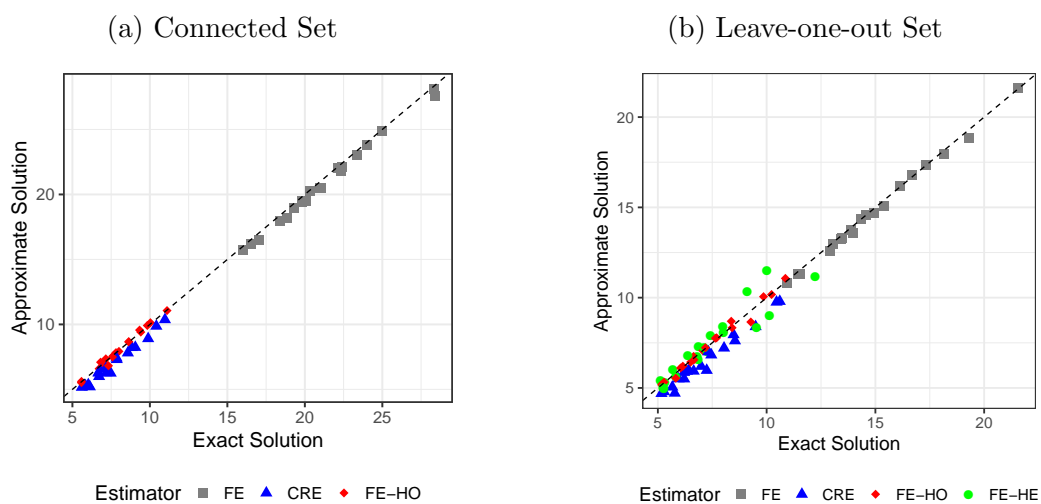 (a) Connected Set
20
10
5 10 15 20 25
Approximate Solution
Exact Solution
Estimator FE CRE FE−HO
(b) Leave-one-out Set
20
15
10
5
5 10 15 20
Approximate Solution
Exact Solution
Estimator FE CRE FE−HO FE−HE